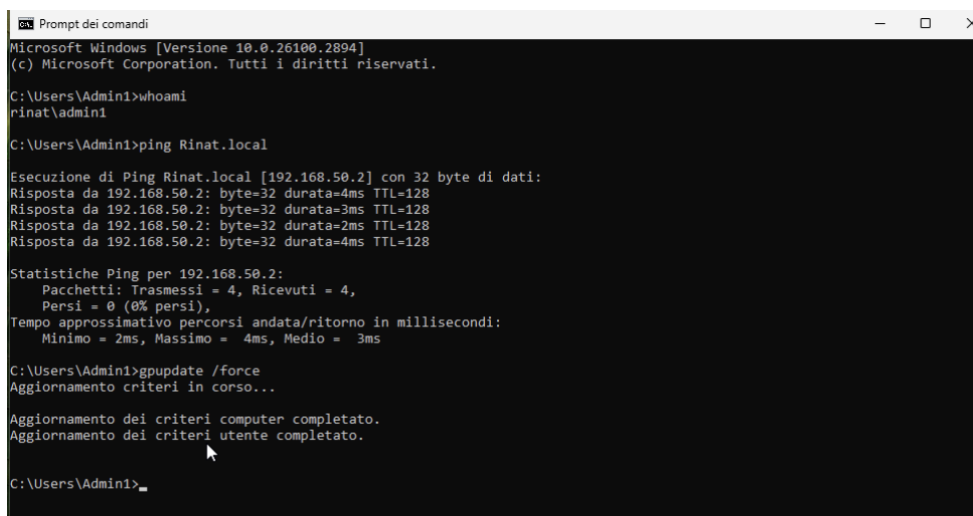 Prompt dei comandi
Microsoft Windows [Versione 10.0.26100.2894]
(c) Microsoft Corporation. Tutti i diritti riservati.
C:\Users\Admin1>whoami
rinat\admin1
C:\Users\Admin1>ping Rinat.local
Esecuzione di Ping Rinat.local [192.168.50.2] con 32 byte di dati:
Risposta da 192.168.50.2: byte=32 durata=4ms TTL=128
Risposta da 192.168.50.2: byte=32 durata=3ms TTL=128
Risposta da 192.168.50.2: byte=32 durata=2ms TTL=128
Risposta da 192.168.50.2: byte=32 durata=4ms TTL=128
Statistiche Ping per 192.168.50.2:
    Pacchetti: Trasmessi = 4, Ricevuti = 4,
    Persi = 0 (0% persi),
Tempo approssimativo percorsi andata/ritorno in millisecondi:
    Minimo = 2ms, Massimo =  4ms, Medio =  3ms
C:\Users\Admin1>gpupdate /force
Aggiornamento criteri in corso...
Aggiornamento dei criteri computer completato.
Aggiornamento dei criteri utente completato.
C:\Users\Admin1>